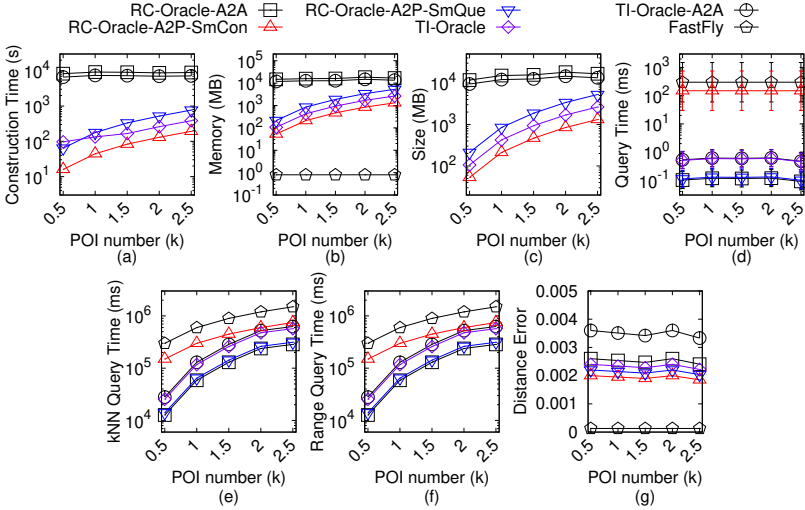 RC-Oracle-A2A RC-Oracle-A2P-SmQue TI-Oracle-A2A
RC-Oracle-A2P-SmCon TI-Oracle FastFly
Construction Time (s)
10^4
10^3
10^2
10^1
0.5 1 1.5 2 2.5
POI number (k)
(a)
Memory (MB)
10^5
10^4
10^3
10^2
10^1
10^0
10^-1
0.5 1 1.5 2 2.5
POI number (k)
(b)
Size (MB)
10^4
10^3
10^2
0.5 1 1.5 2 2.5
POI number (k)
(c)
Query Time (ms)
10^3
10^2
10^1
10^0
10^-1
0.5 1 1.5 2 2.5
POI number (k)
(d)
kNN Query Time (ms)
10^6
10^5
10^4
0.5 1 1.5 2 2.5
POI number (k)
(e)
Range Query Time (ms)
10^6
10^5
10^4
0.5 1 1.5 2 2.5
POI number (k)
(f)
Distance Error
0.005
0.004
0.003
0.002
0.001
0
0.5 1 1.5 2 2.5
POI number (k)
(g)